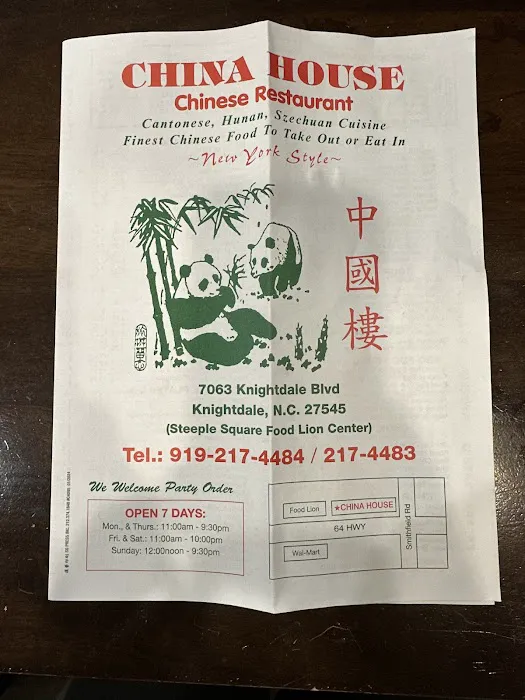 CHINA HOUSE
Chinese Restaurant
Cantonese, Hunan, Szechuan Cuisine
Finest Chinese Food To Take Out or Eat In
~New York Style~
中
國
樓
7063 Knightdale Blvd
Knightdale, N.C. 27545
(Steeple Square Food Lion Center)
Tel.: 919-217-4484 / 217-4483
We Welcome Party Order
OPEN 7 DAYS:
Mon., & Thurs.: 11:00am - 9:30pm
Fri. & Sat.: 11:00am - 10:00pm
Sunday: 12:00noon - 9:30pm
Food Lion
★CHINA HOUSE
64 HWY
Wal-Mart
Smithfield Rd